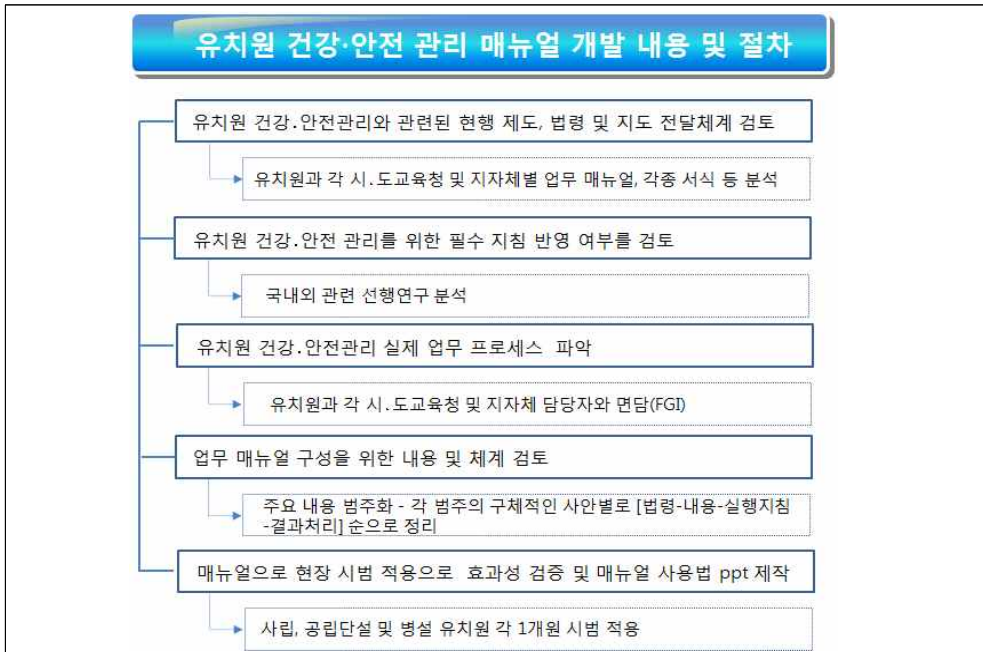 유치원 건강·안전 관리 매뉴얼 개발 내용 및 절차
유치원 건강.안전관리와 관련된 현행 제도, 법령 및 지도 전달체계 검토
유치원과 각 시.도교육청 및 지자체별 업무 매뉴얼, 각종 서식 등 분석
유치원 건강.안전 관리를 위한 필수 지침 반영 여부를 검토
국내외 관련 선행연구 분석
유치원 건강.안전관리 실제 업무 프로세스 파악
유치원과 각 시.도교육청 및 지자체 담당자와 면담(FGI)
업무 매뉴얼 구성을 위한 내용 및 체계 검토
주요 내용 범주화 - 각 범주의 구체적인 사안별로 [법령-내용-실행지침
-결과처리] 순으로 정리
매뉴얼으로 현장 시범 적용으로 효과성 검증 및 매뉴얼 사용법 ppt 제작
사립, 공립단설 및 병설 유치원 각 1개원 시범 적용